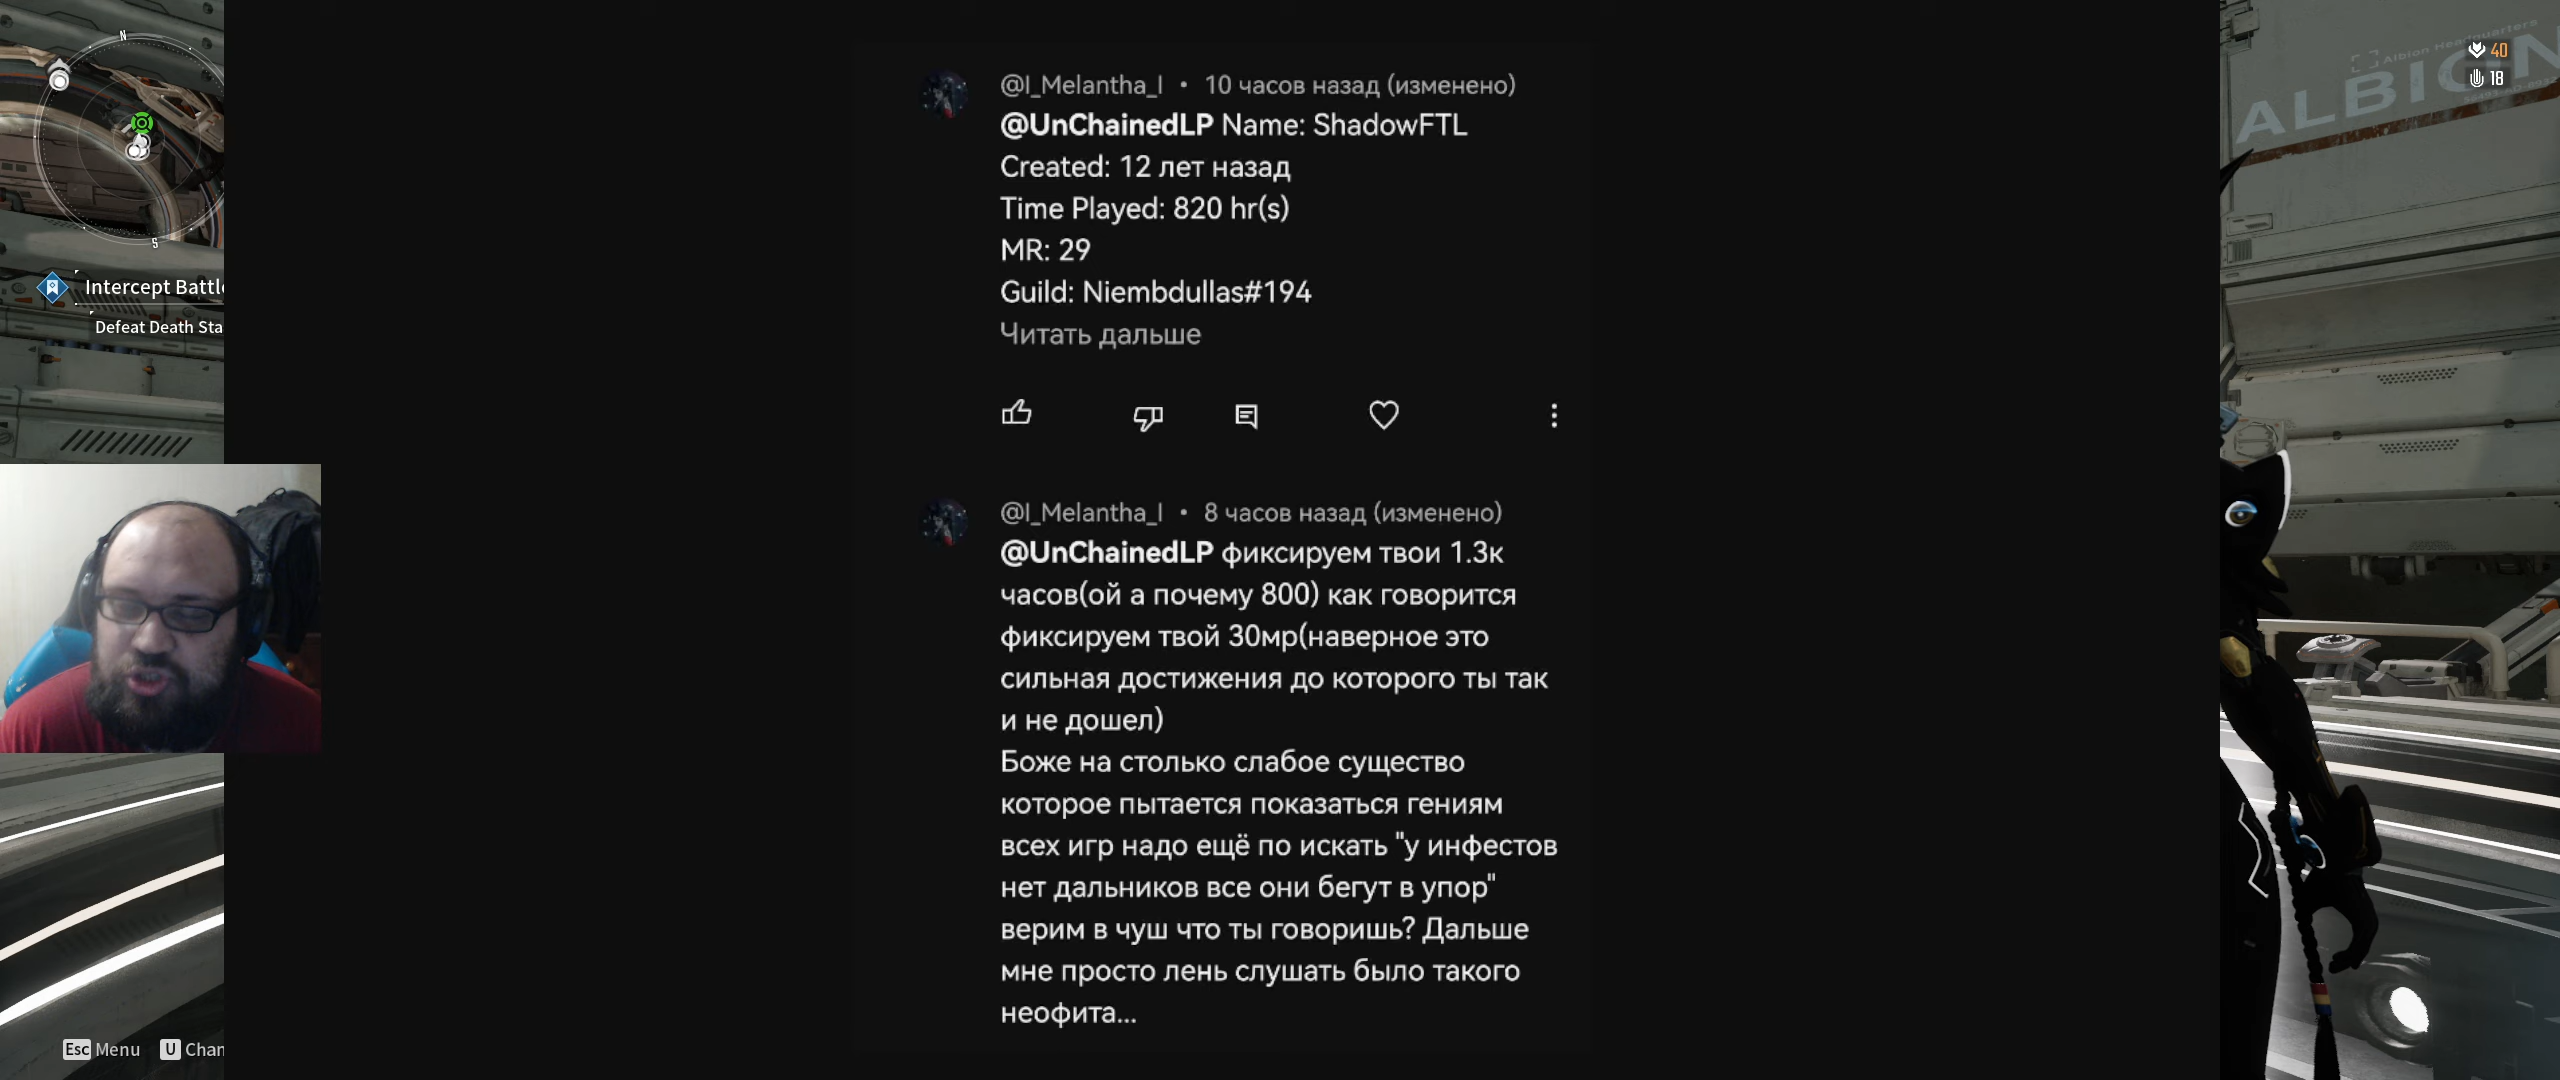 N
S
Intercept Battl
Defeat Death Sta
Albion Headquarters
ALBION
40
18
@I_Melantha_I • 10 часов назад (изменено)
@UnChainedLP Name: ShadowFTL
Created: 12 лет назад
Time Played: 820 hr(s)
MR: 29
Guild: Niembdullas#194
Читать дальше
@I_Melantha_I • 8 часов назад (изменено)
@UnChainedLP фиксируем твои 1.3к
часов(ой а почему 800) как говорится
фиксируем твой 30мр(наверное это
сильная достижения до которого ты так
и не дошел)
Боже на столько слабое существо
которое пытается показаться гениям
всех игр надо ещё по искать "у инфестов
нет дальников все они бегут в упор"
верим в чуш что ты говоришь? Дальше
мне просто лень слушать было такого
неофита...
Esc Menu U Chan